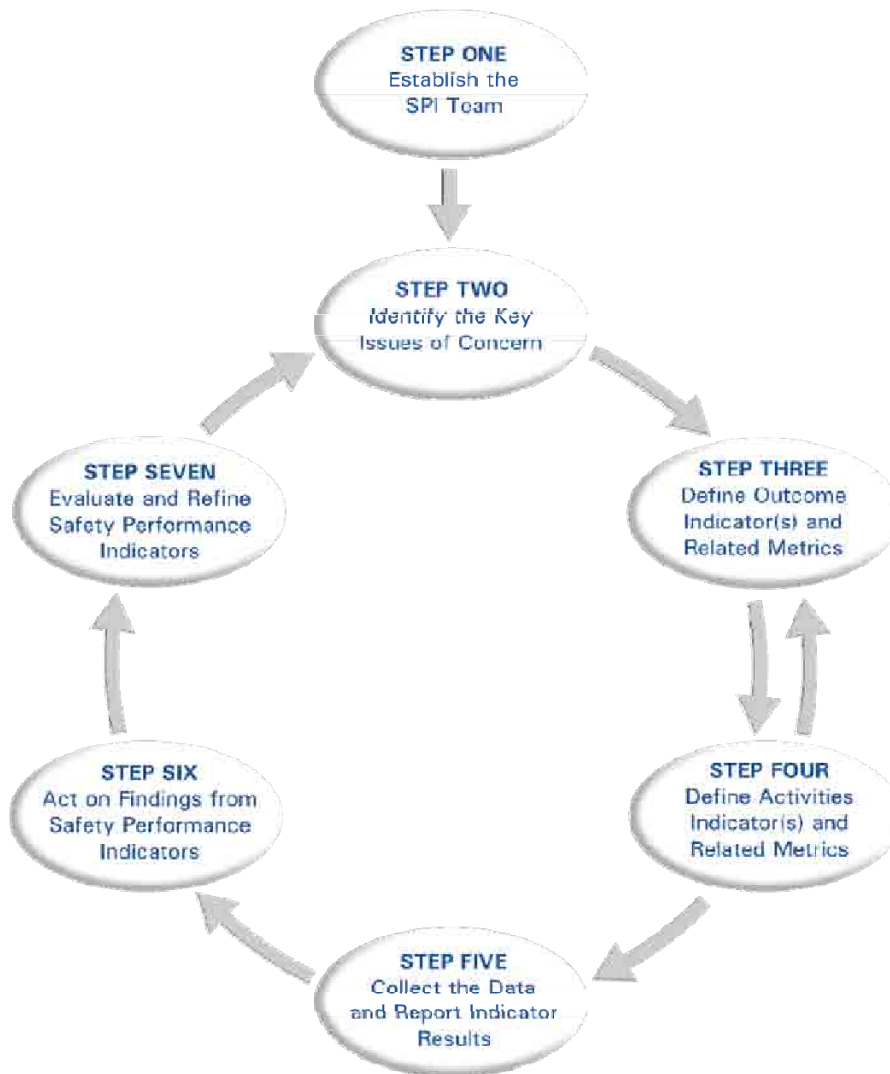 STEP ONE
Establish the
SPI Team
STEP TWO
Identify the Key
Issues of Concern
STEP THREE
Define Outcome
Indicator(s) and
Related Metrics
STEP FOUR
Define Activities
Indicator(s) and
Related Metrics
STEP FIVE
Collect the Data
and Report Indicator
Results
STEP SIX
Act on Findings from
Safety Performance
Indicators
STEP SEVEN
Evaluate and Refine
Safety Performance
Indicators